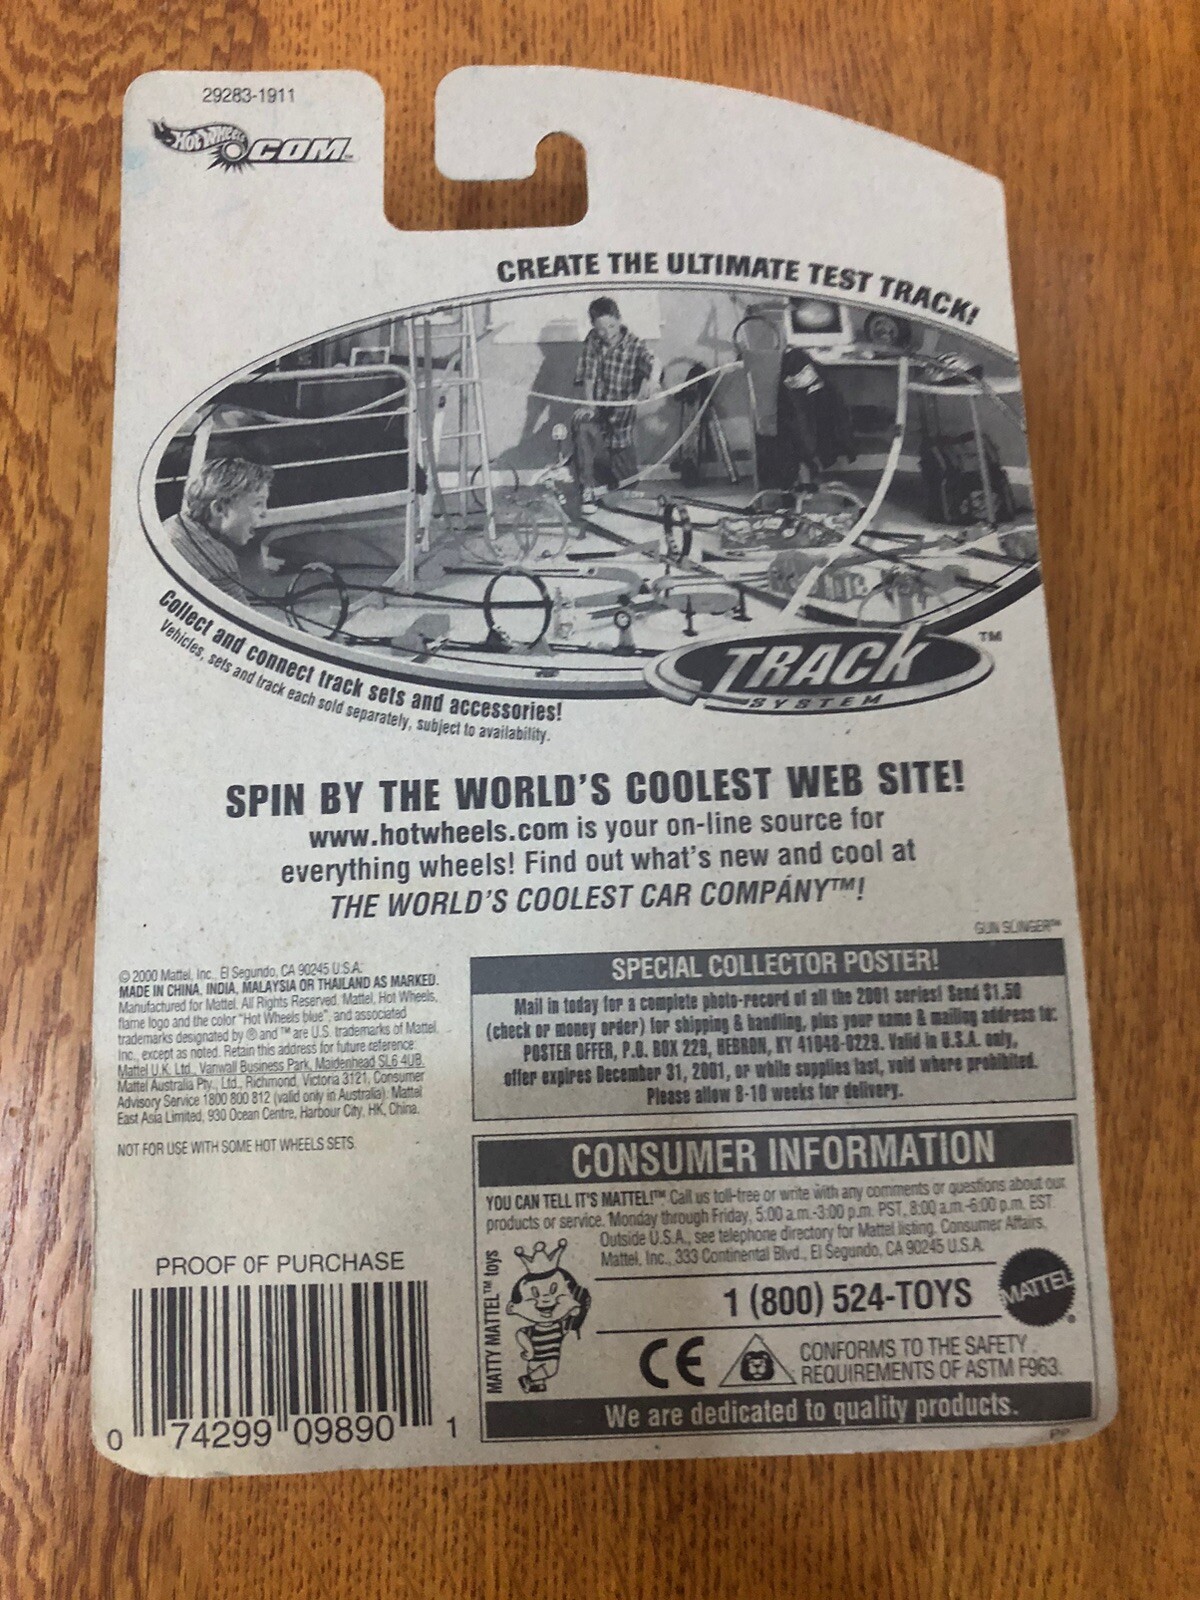 29283-1911
HOT WHEELS.COM™
CREATE THE ULTIMATE TEST TRACK!
Collect and connect track sets and accessories!
Vehicles, sets and track each sold separately, subject to availability.
TRACK™
SYSTEM
SPIN BY THE WORLD'S COOLEST WEB SITE!
www.hotwheels.com is your on-line source for
everything wheels! Find out what's new and cool at
THE WORLD'S COOLEST CAR COMPANY™!
GUN SLINGER™
© 2000 Mattel, Inc., El Segundo, CA 90245 U.S.A.
MADE IN CHINA, INDIA, MALAYSIA OR THAILAND AS MARKED.
Manufactured for Mattel. All Rights Reserved. Mattel, Hot Wheels,
flame logo and the color "Hot Wheels blue", and associated
trademarks designated by ® and ™ are U.S. trademarks of Mattel,
Inc., except as noted. Retain this address for future reference:
Mattel U.K. Ltd., Vanwall Business Park, Maidenhead SL6 4UB.
Mattel Australia Pty., Ltd., Richmond, Victoria 3121. Consumer
Advisory Service 1800 800 812 (valid only in Australia). Mattel
East Asia Limited, 930 Ocean Centre, Harbour City, HK, China.
NOT FOR USE WITH SOME HOT WHEELS SETS.
SPECIAL COLLECTOR POSTER!
Mail in today for a complete photo-record of all the 2001 series! Send $1.50
(check or money order) for shipping & handling, plus your name & mailing address to:
POSTER OFFER, P.O. BOX 229, HEBRON, KY 41048-0229. Valid in U.S.A. only,
offer expires December 31, 2001, or while supplies last, void where prohibited.
Please allow 8-10 weeks for delivery.
CONSUMER INFORMATION
YOU CAN TELL IT'S MATTEL!™ Call us toll-free or write with any comments or questions about our
products or service. Monday through Friday, 5:00 a.m.-3:00 p.m. PST, 8:00 a.m.-6:00 p.m. EST.
Outside U.S.A., see telephone directory for Mattel listing. Consumer Affairs,
Mattel, Inc., 333 Continental Blvd., El Segundo, CA 90245 U.S.A.
MATTY MATTEL™ toys
1 (800) 524-TOYS
MATTEL®
CE
CONFORMS TO THE SAFETY
REQUIREMENTS OF ASTM F963.
We are dedicated to quality products.
PP
PROOF OF PURCHASE
0 74299 09890 1